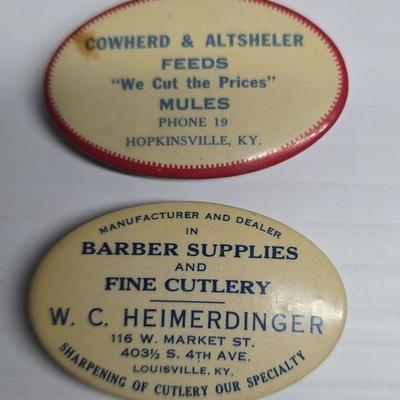 COWHERD & ALTSHELER
FEEDS
"We Cut the Prices"
MULES
PHONE 19
HOPKINSVILLE, KY.
MANUFACTURER AND DEALER
IN
BARBER SUPPLIES
AND
FINE CUTLERY
W. C. HEIMERDINGER
116 W. MARKET ST.
403½ S. 4TH AVE.
LOUISVILLE, KY.
SHARPENING OF CUTLERY OUR SPECIALTY